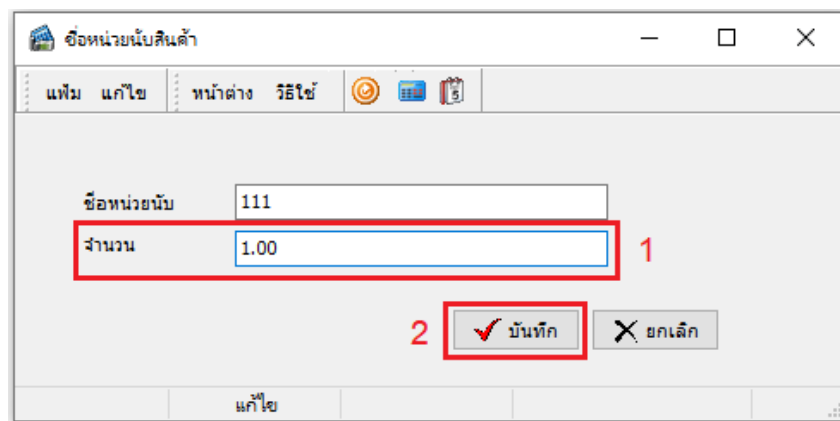 ชื่อหน่วยนับสินค้า
แฟ้ม แก้ไข หน้าต่าง วิธีใช้ 5
ชื่อหน่วยนับ 111
จำนวน 1.00 1
2 บันทึก ยกเลิก
แก้ไข